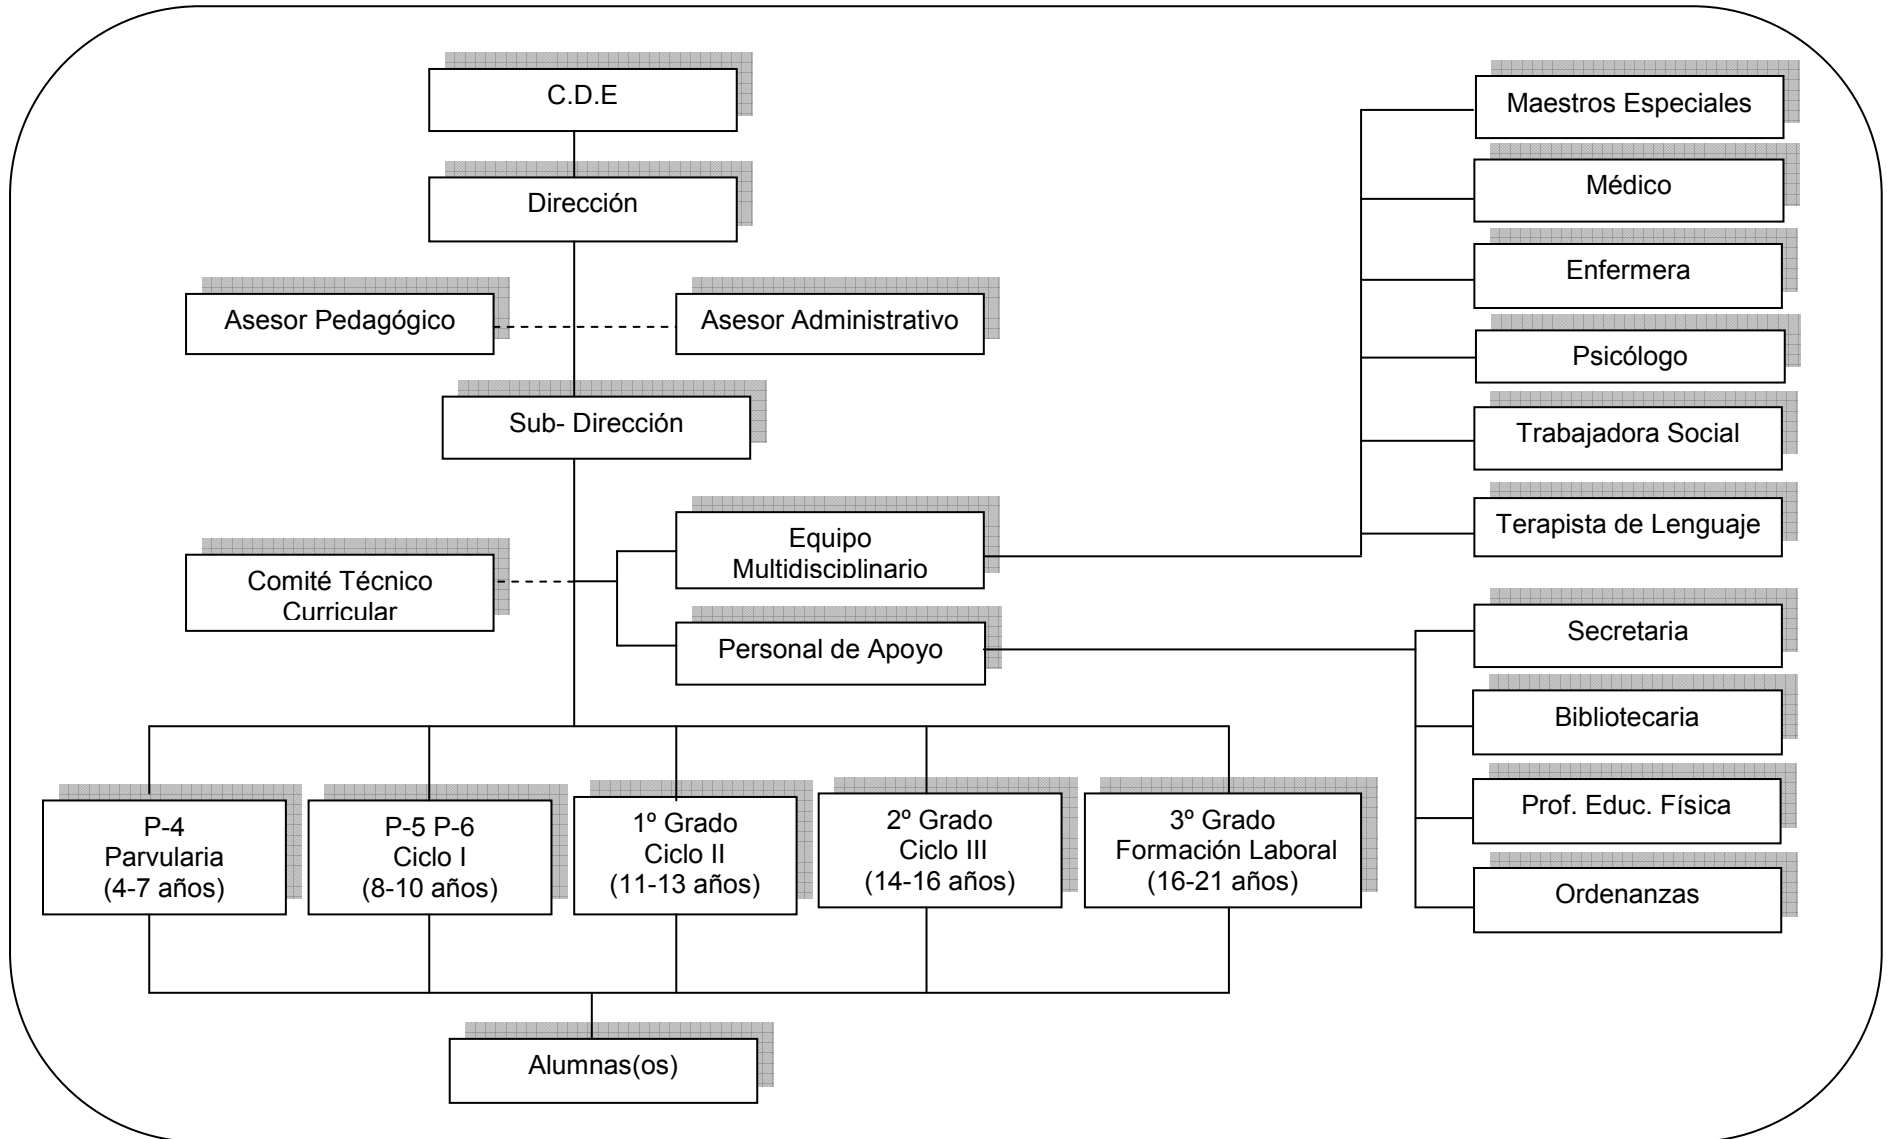 C.D.E
Dirección
Asesor Pedagógico
Asesor Administrativo
Sub- Dirección
Comité Técnico
Curricular
Equipo
Multidisciplinario
Personal de Apoyo
Maestros Especiales
Médico
Enfermera
Psicólogo
Trabajadora Social
Terapista de Lenguaje
Secretaria
Bibliotecaria
Prof. Educ. Física
Ordenanzas
P-4
Parvularia
(4-7 años)
P-5 P-6
Ciclo I
(8-10 años)
1º Grado
Ciclo II
(11-13 años)
2º Grado
Ciclo III
(14-16 años)
3º Grado
Formación Laboral
(16-21 años)
Alumnas(os)